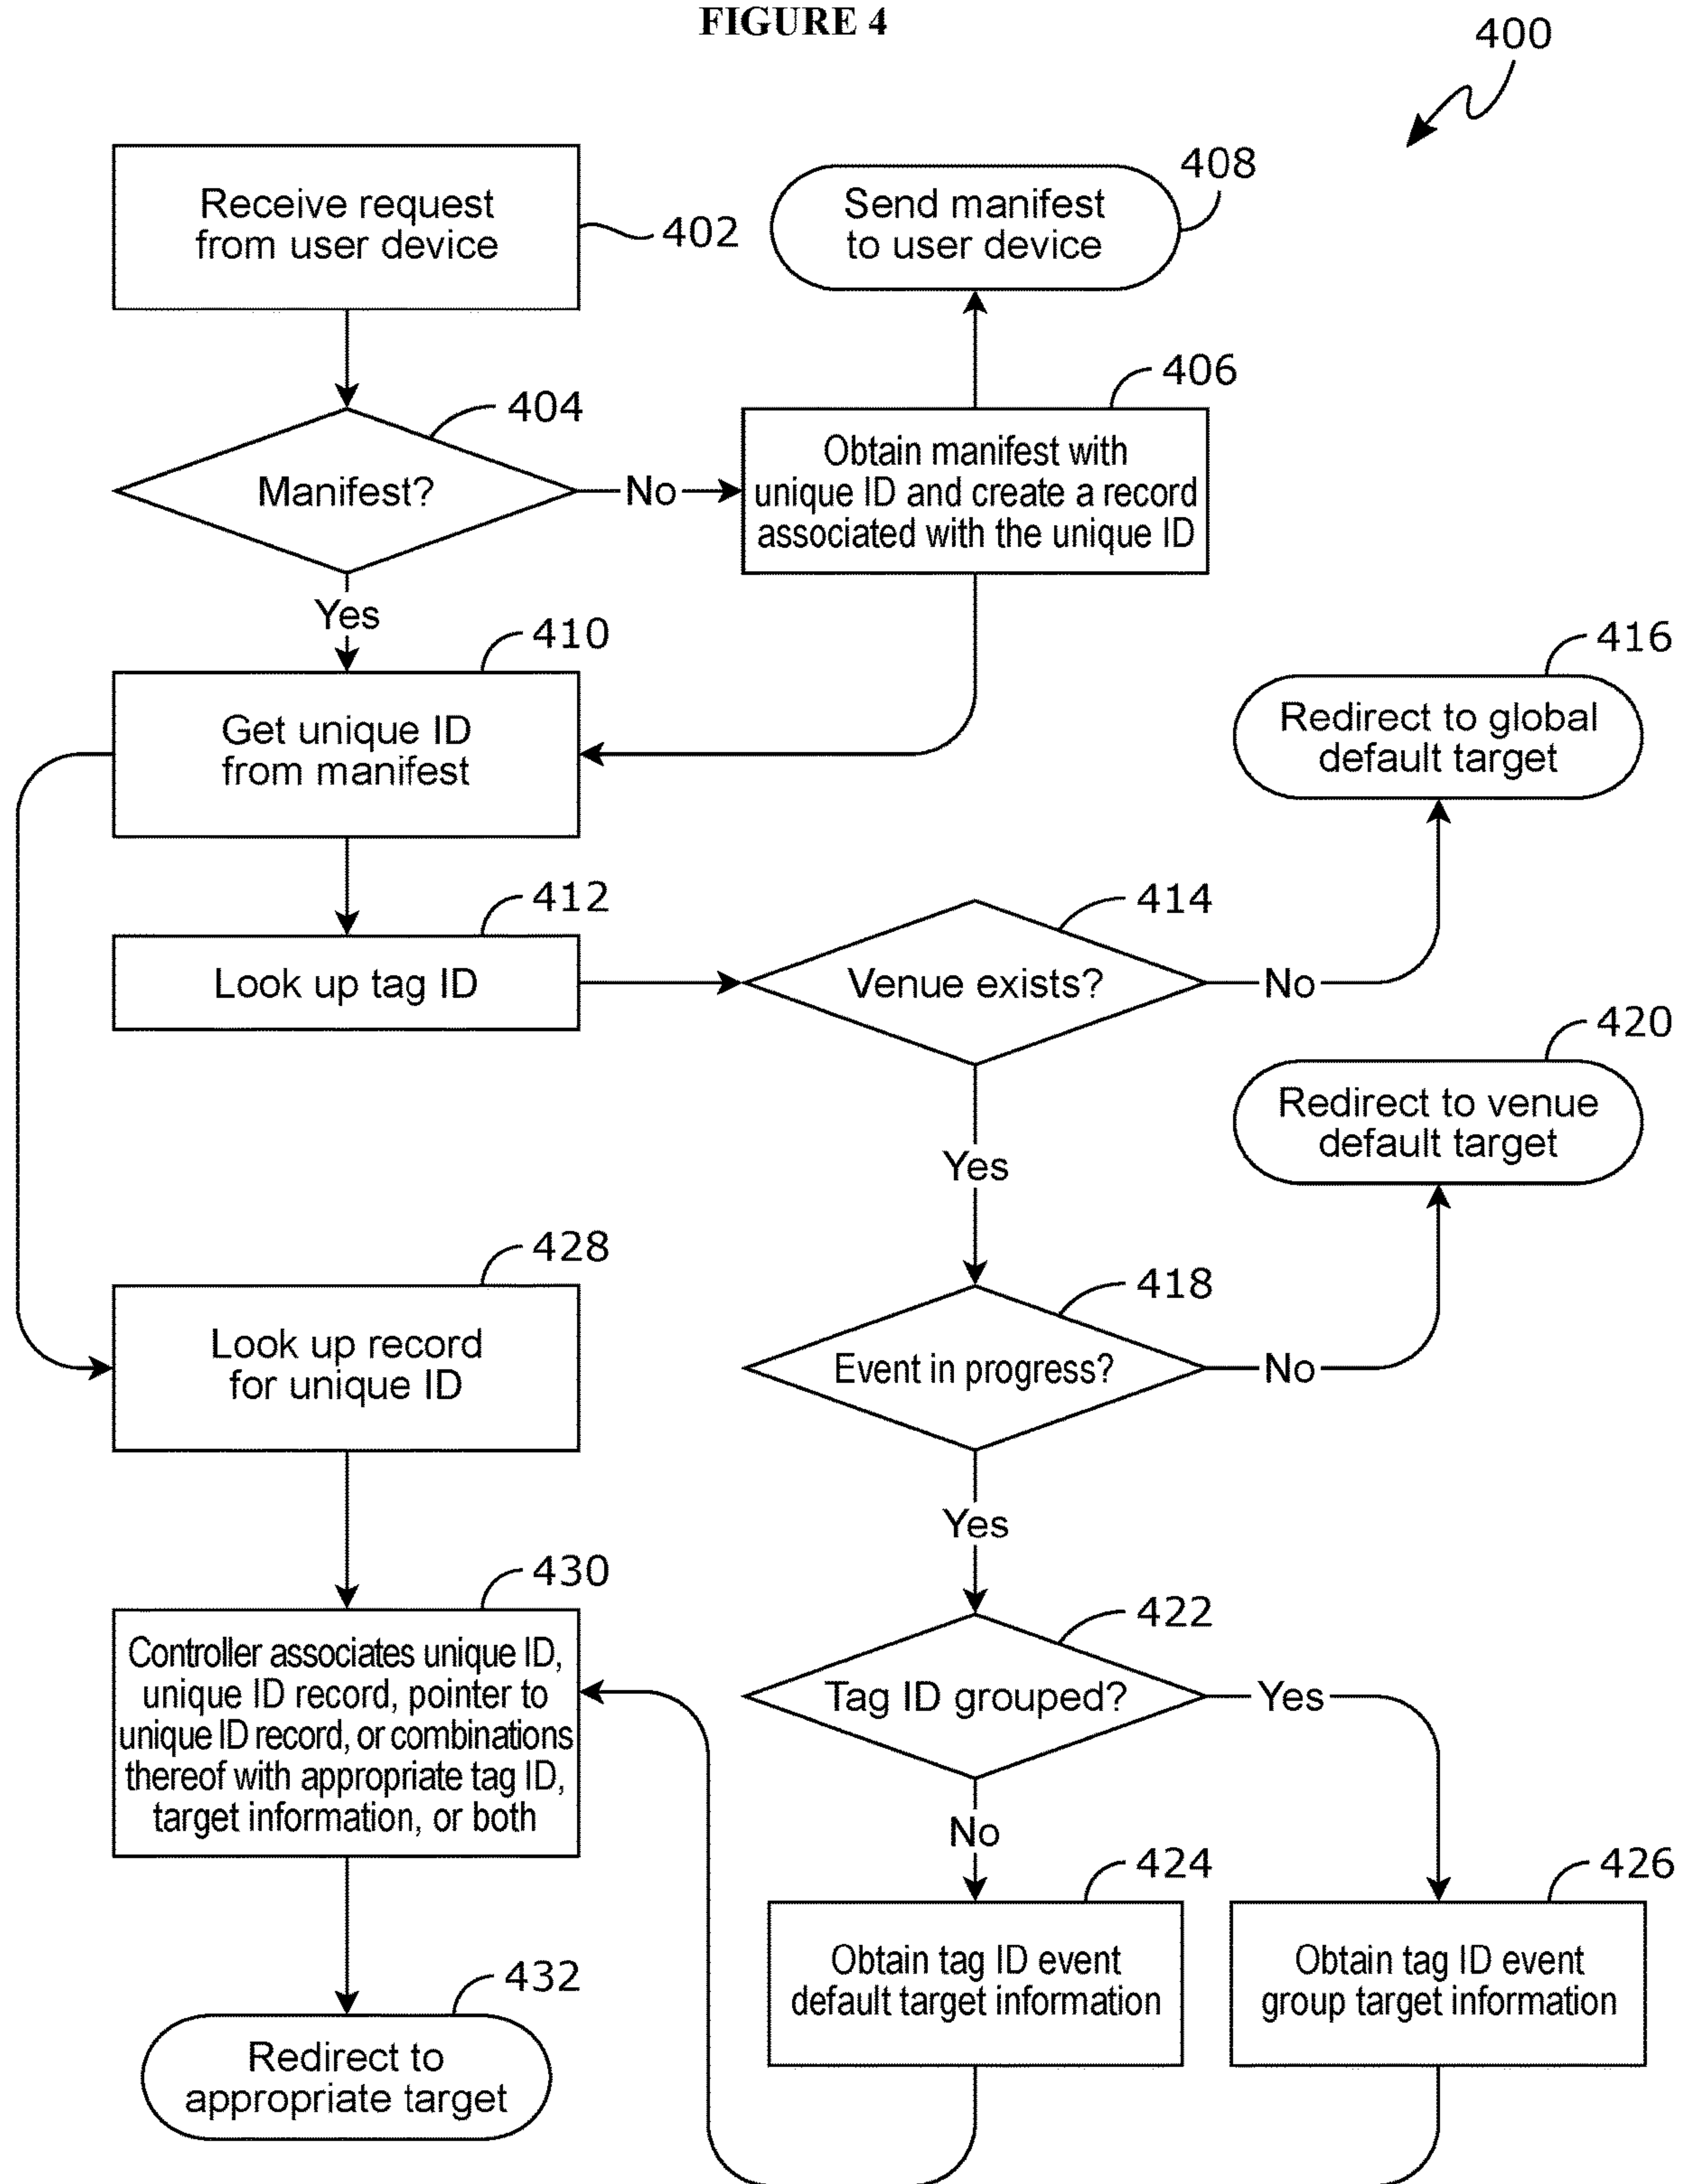 FIGURE 4
400
Receive request
from user device
402
Send manifest
to user device
408
404
Manifest?
No
Yes
406
Obtain manifest with
unique ID and create a record
associated with the unique ID
410
Get unique ID
from manifest
416
Redirect to global
default target
412
Look up tag ID
414
Venue exists?
No
Yes
420
Redirect to venue
default target
428
Look up record
for unique ID
418
Event in progress?
No
Yes
430
Controller associates unique ID,
unique ID record, pointer to
unique ID record, or combinations
thereof with appropriate tag ID,
target information, or both
422
Tag ID grouped?
Yes
No
424
Obtain tag ID event
default target information
426
Obtain tag ID event
group target information
432
Redirect to
appropriate target